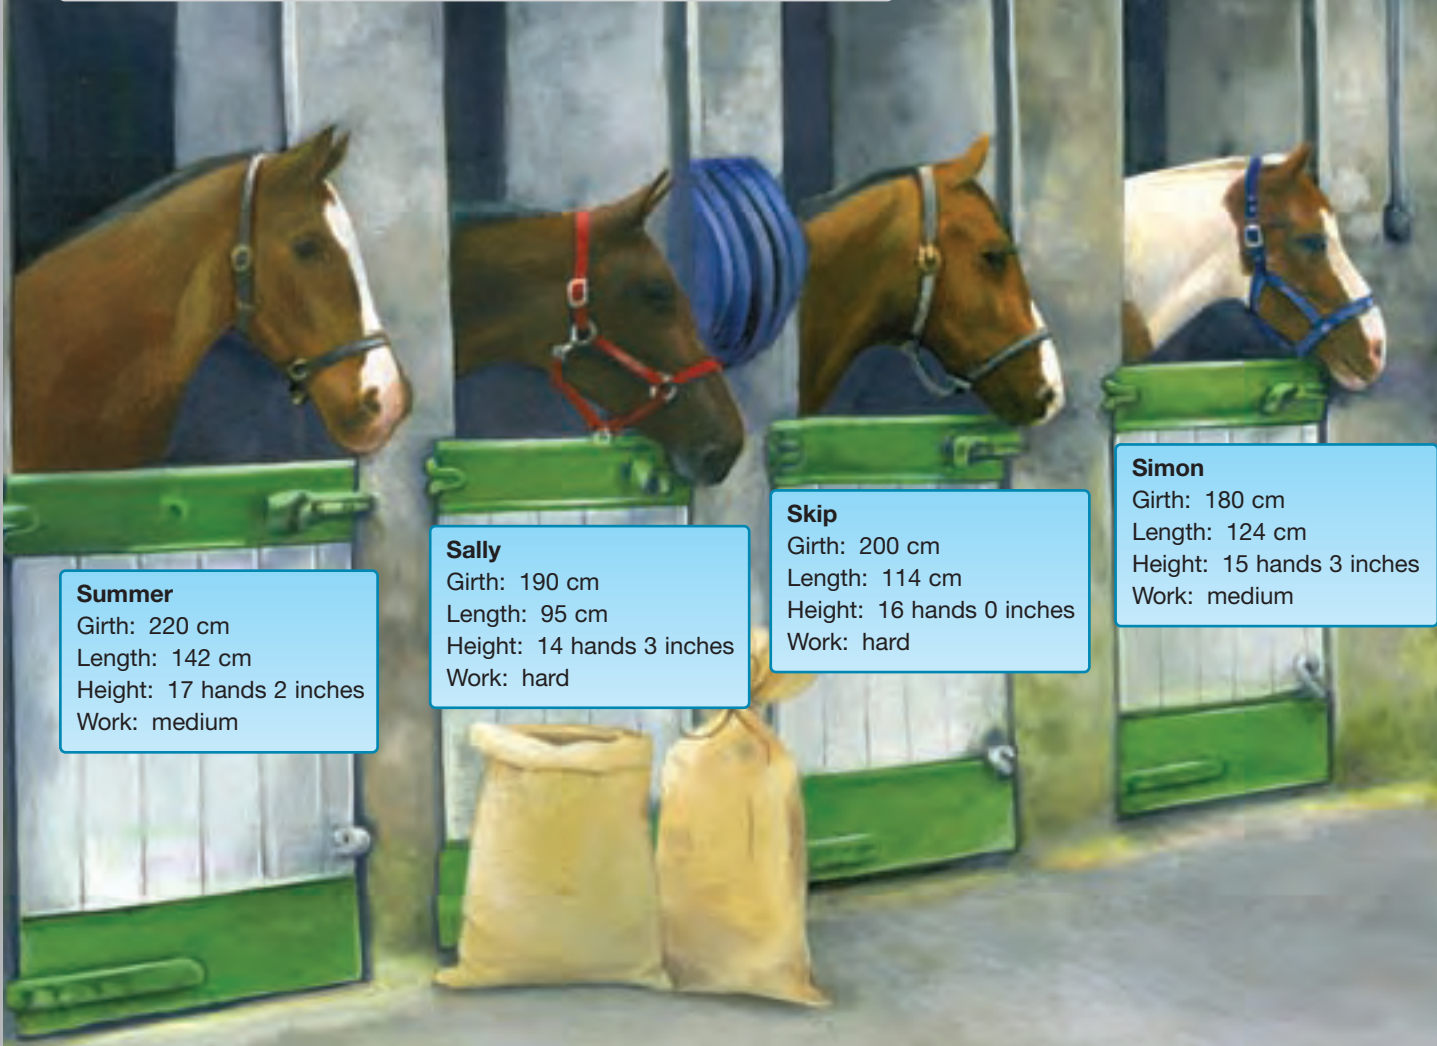 Summer
Girth: 220 cm
Length: 142 cm
Height: 17 hands 2 inches
Work: medium
Sally
Girth: 190 cm
Length: 95 cm
Height: 14 hands 3 inches
Work: hard
Skip
Girth: 200 cm
Length: 114 cm
Height: 16 hands 0 inches
Work: hard
Simon
Girth: 180 cm
Length: 124 cm
Height: 15 hands 3 inches
Work: medium